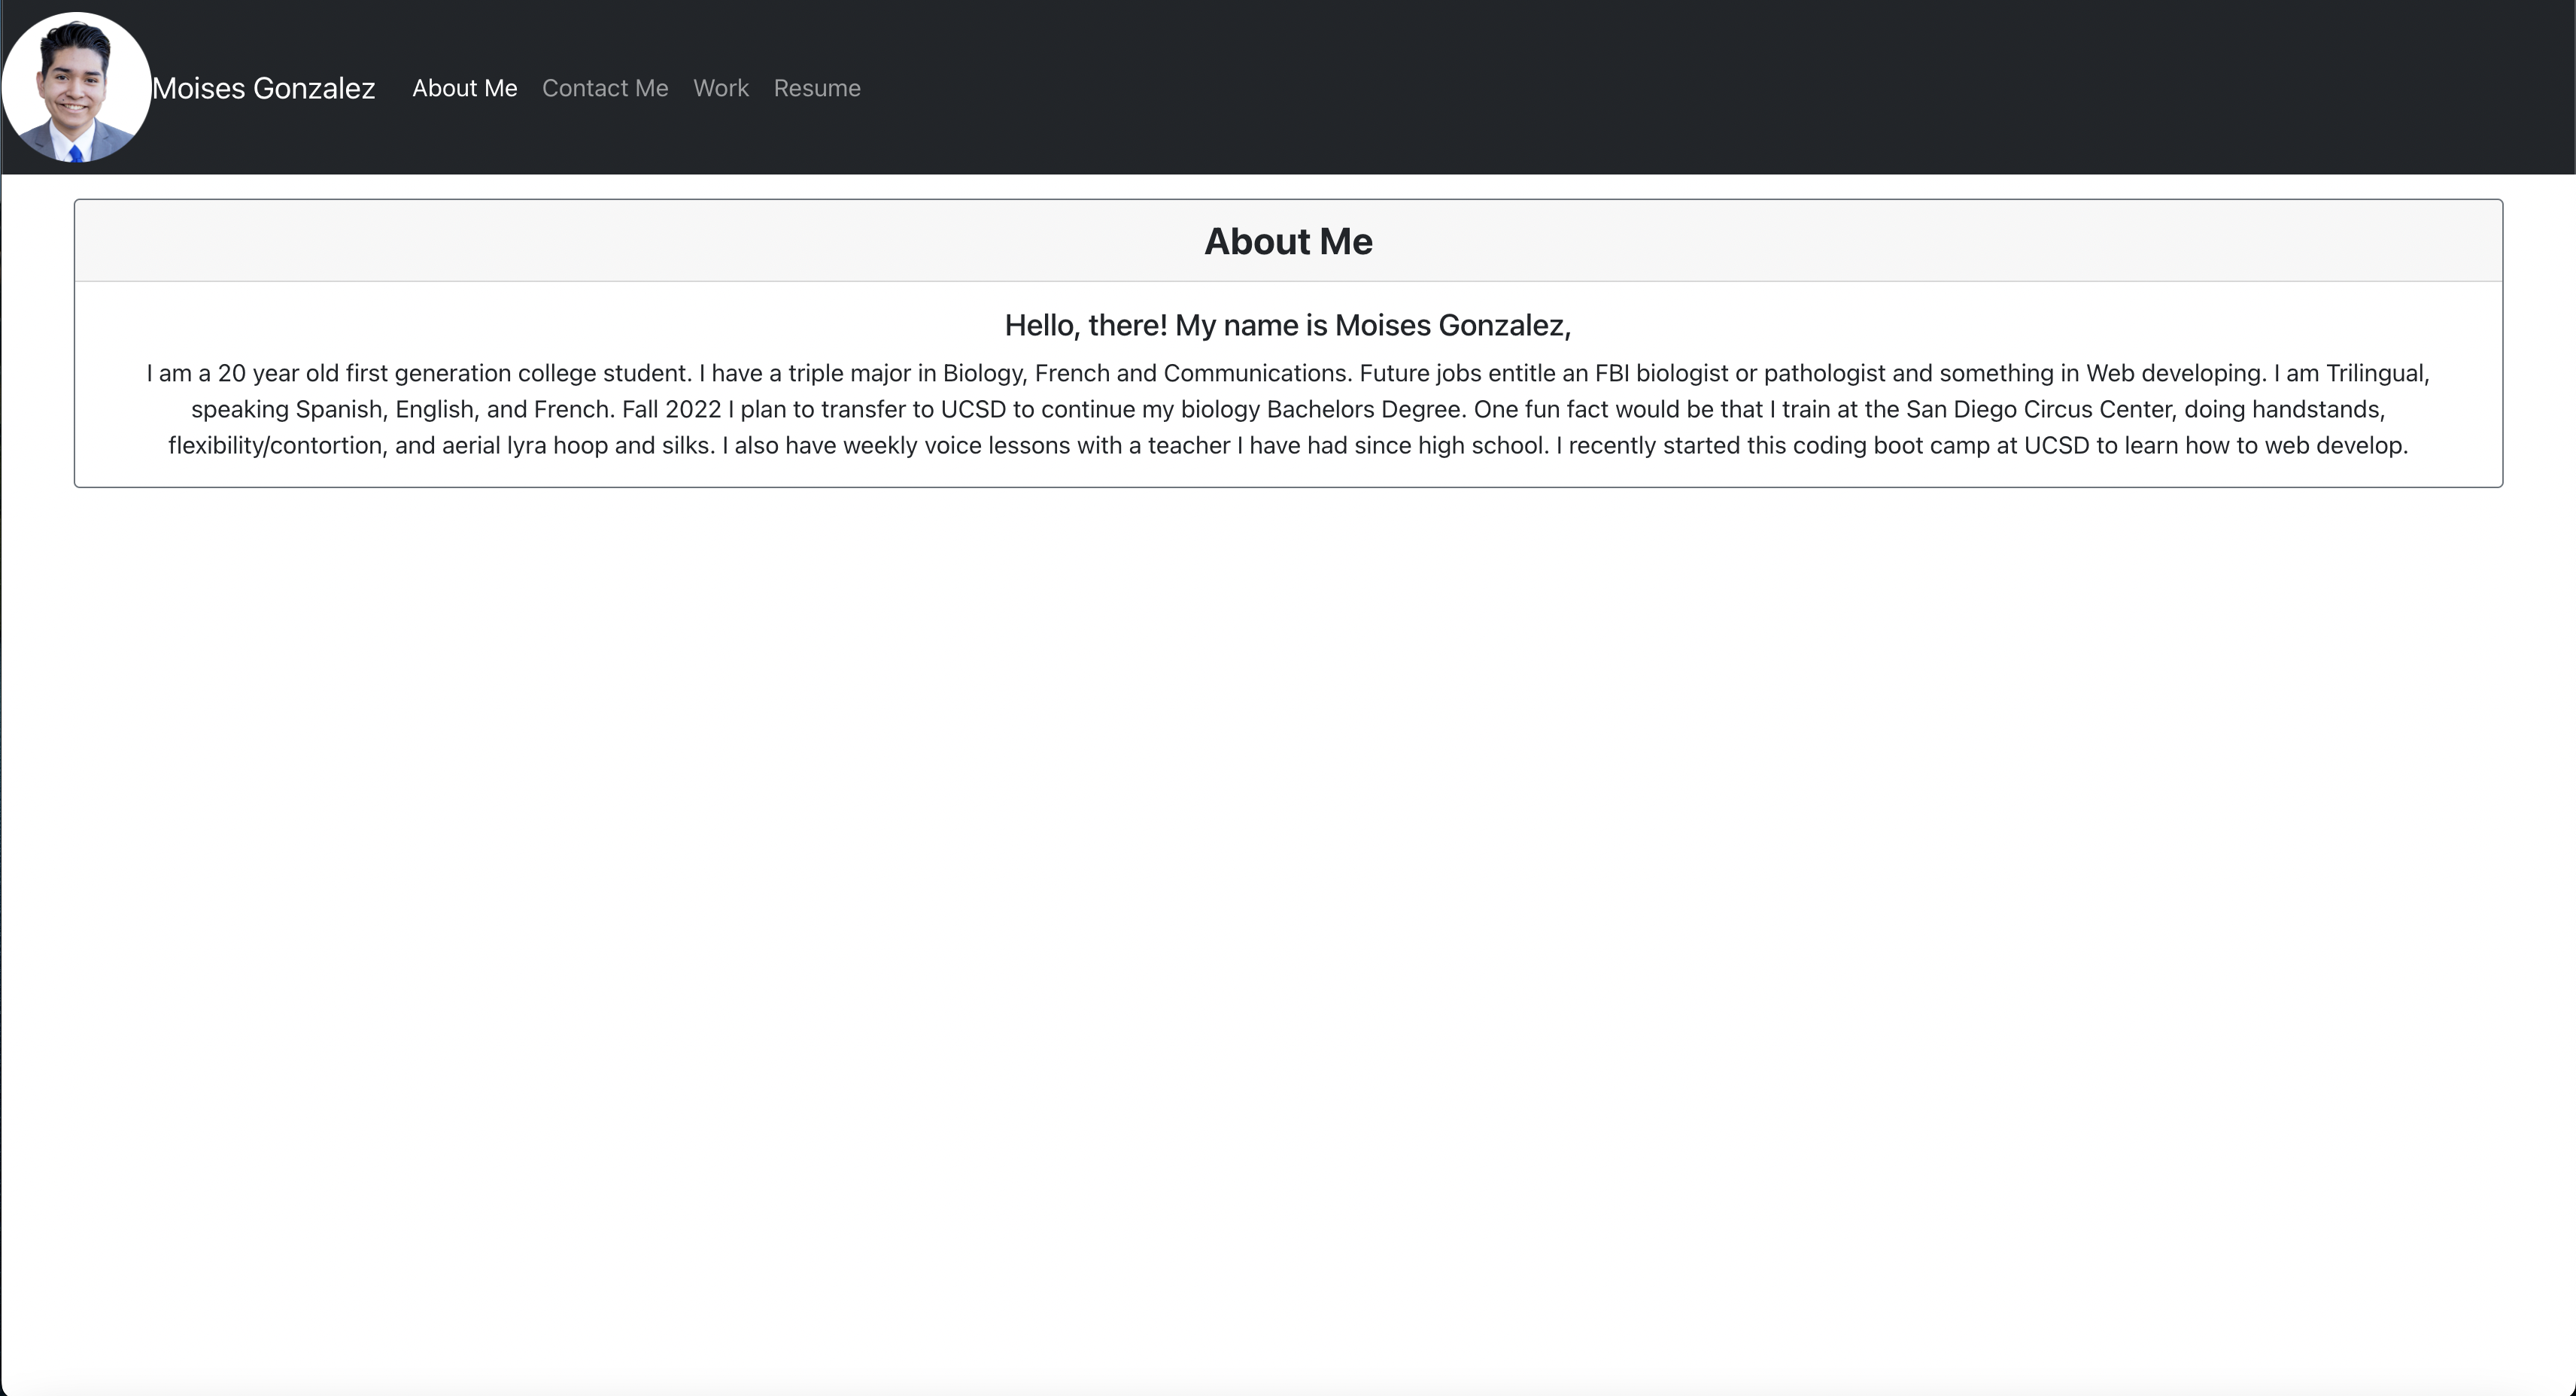 Moises Gonzalez About Me Contact Me Work Resume
About Me
Hello, there! My name is Moises Gonzalez,
I am a 20 year old first generation college student. I have a triple major in Biology, French and Communications. Future jobs entitle an FBI biologist or pathologist and something in Web developing. I am Trilingual,
speaking Spanish, English, and French. Fall 2022 I plan to transfer to UCSD to continue my biology Bachelors Degree. One fun fact would be that I train at the San Diego Circus Center, doing handstands,
flexibility/contortion, and aerial lyra hoop and silks. I also have weekly voice lessons with a teacher I have had since high school. I recently started this coding boot camp at UCSD to learn how to web develop.